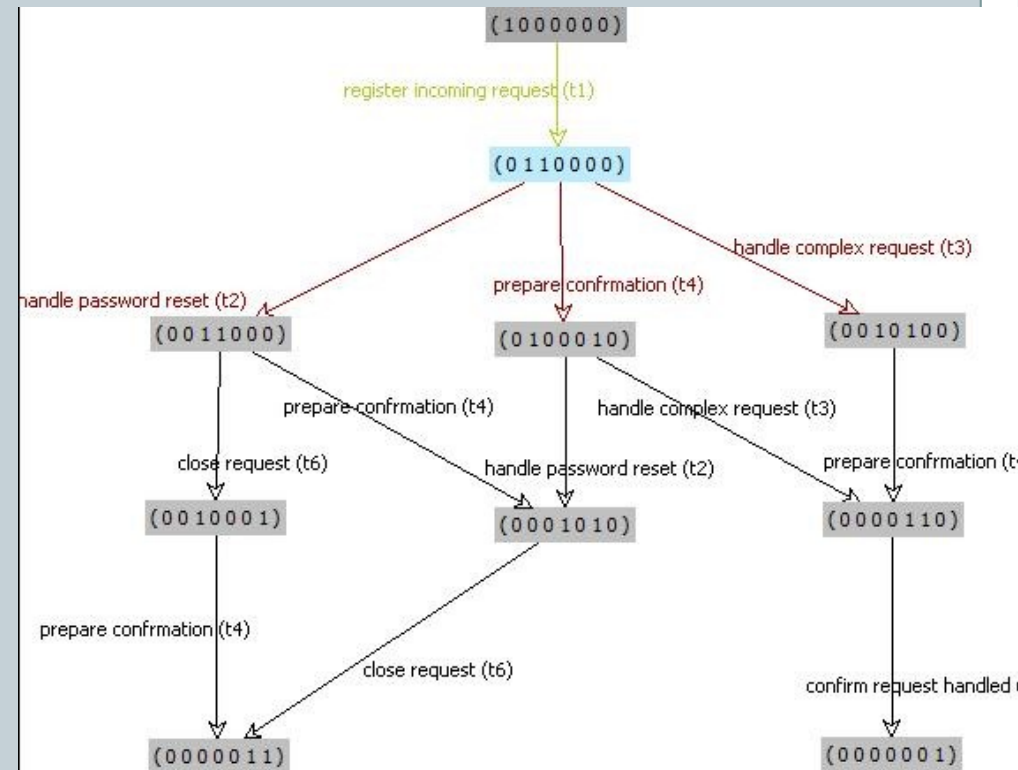 (1000000)
register incoming request (t1)
(0110000)
handle complex request (t3)
prepare confrmation (t4)
handle password reset (t2)
(0011000)
(0100010)
(0010100)
prepare confrmation (t4)
handle complex request (t3)
close request (t6)
handle password reset (t2)
prepare confrmation
(0010001)
(0001010)
(0000110)
prepare confrmation (t4)
close request (t6)
confirm request handled
(0000011)
(0000001)